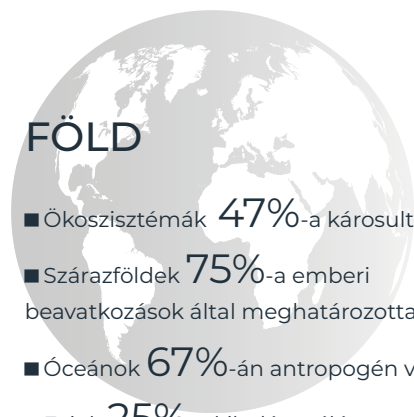 FÖLD
■ Ökoszisztémák 47%-a károsult
■ Szárazföldek 75%-a emberi
beavatkozások által meghatározotta
■ Óceánok 67%-án antropogén v
25%